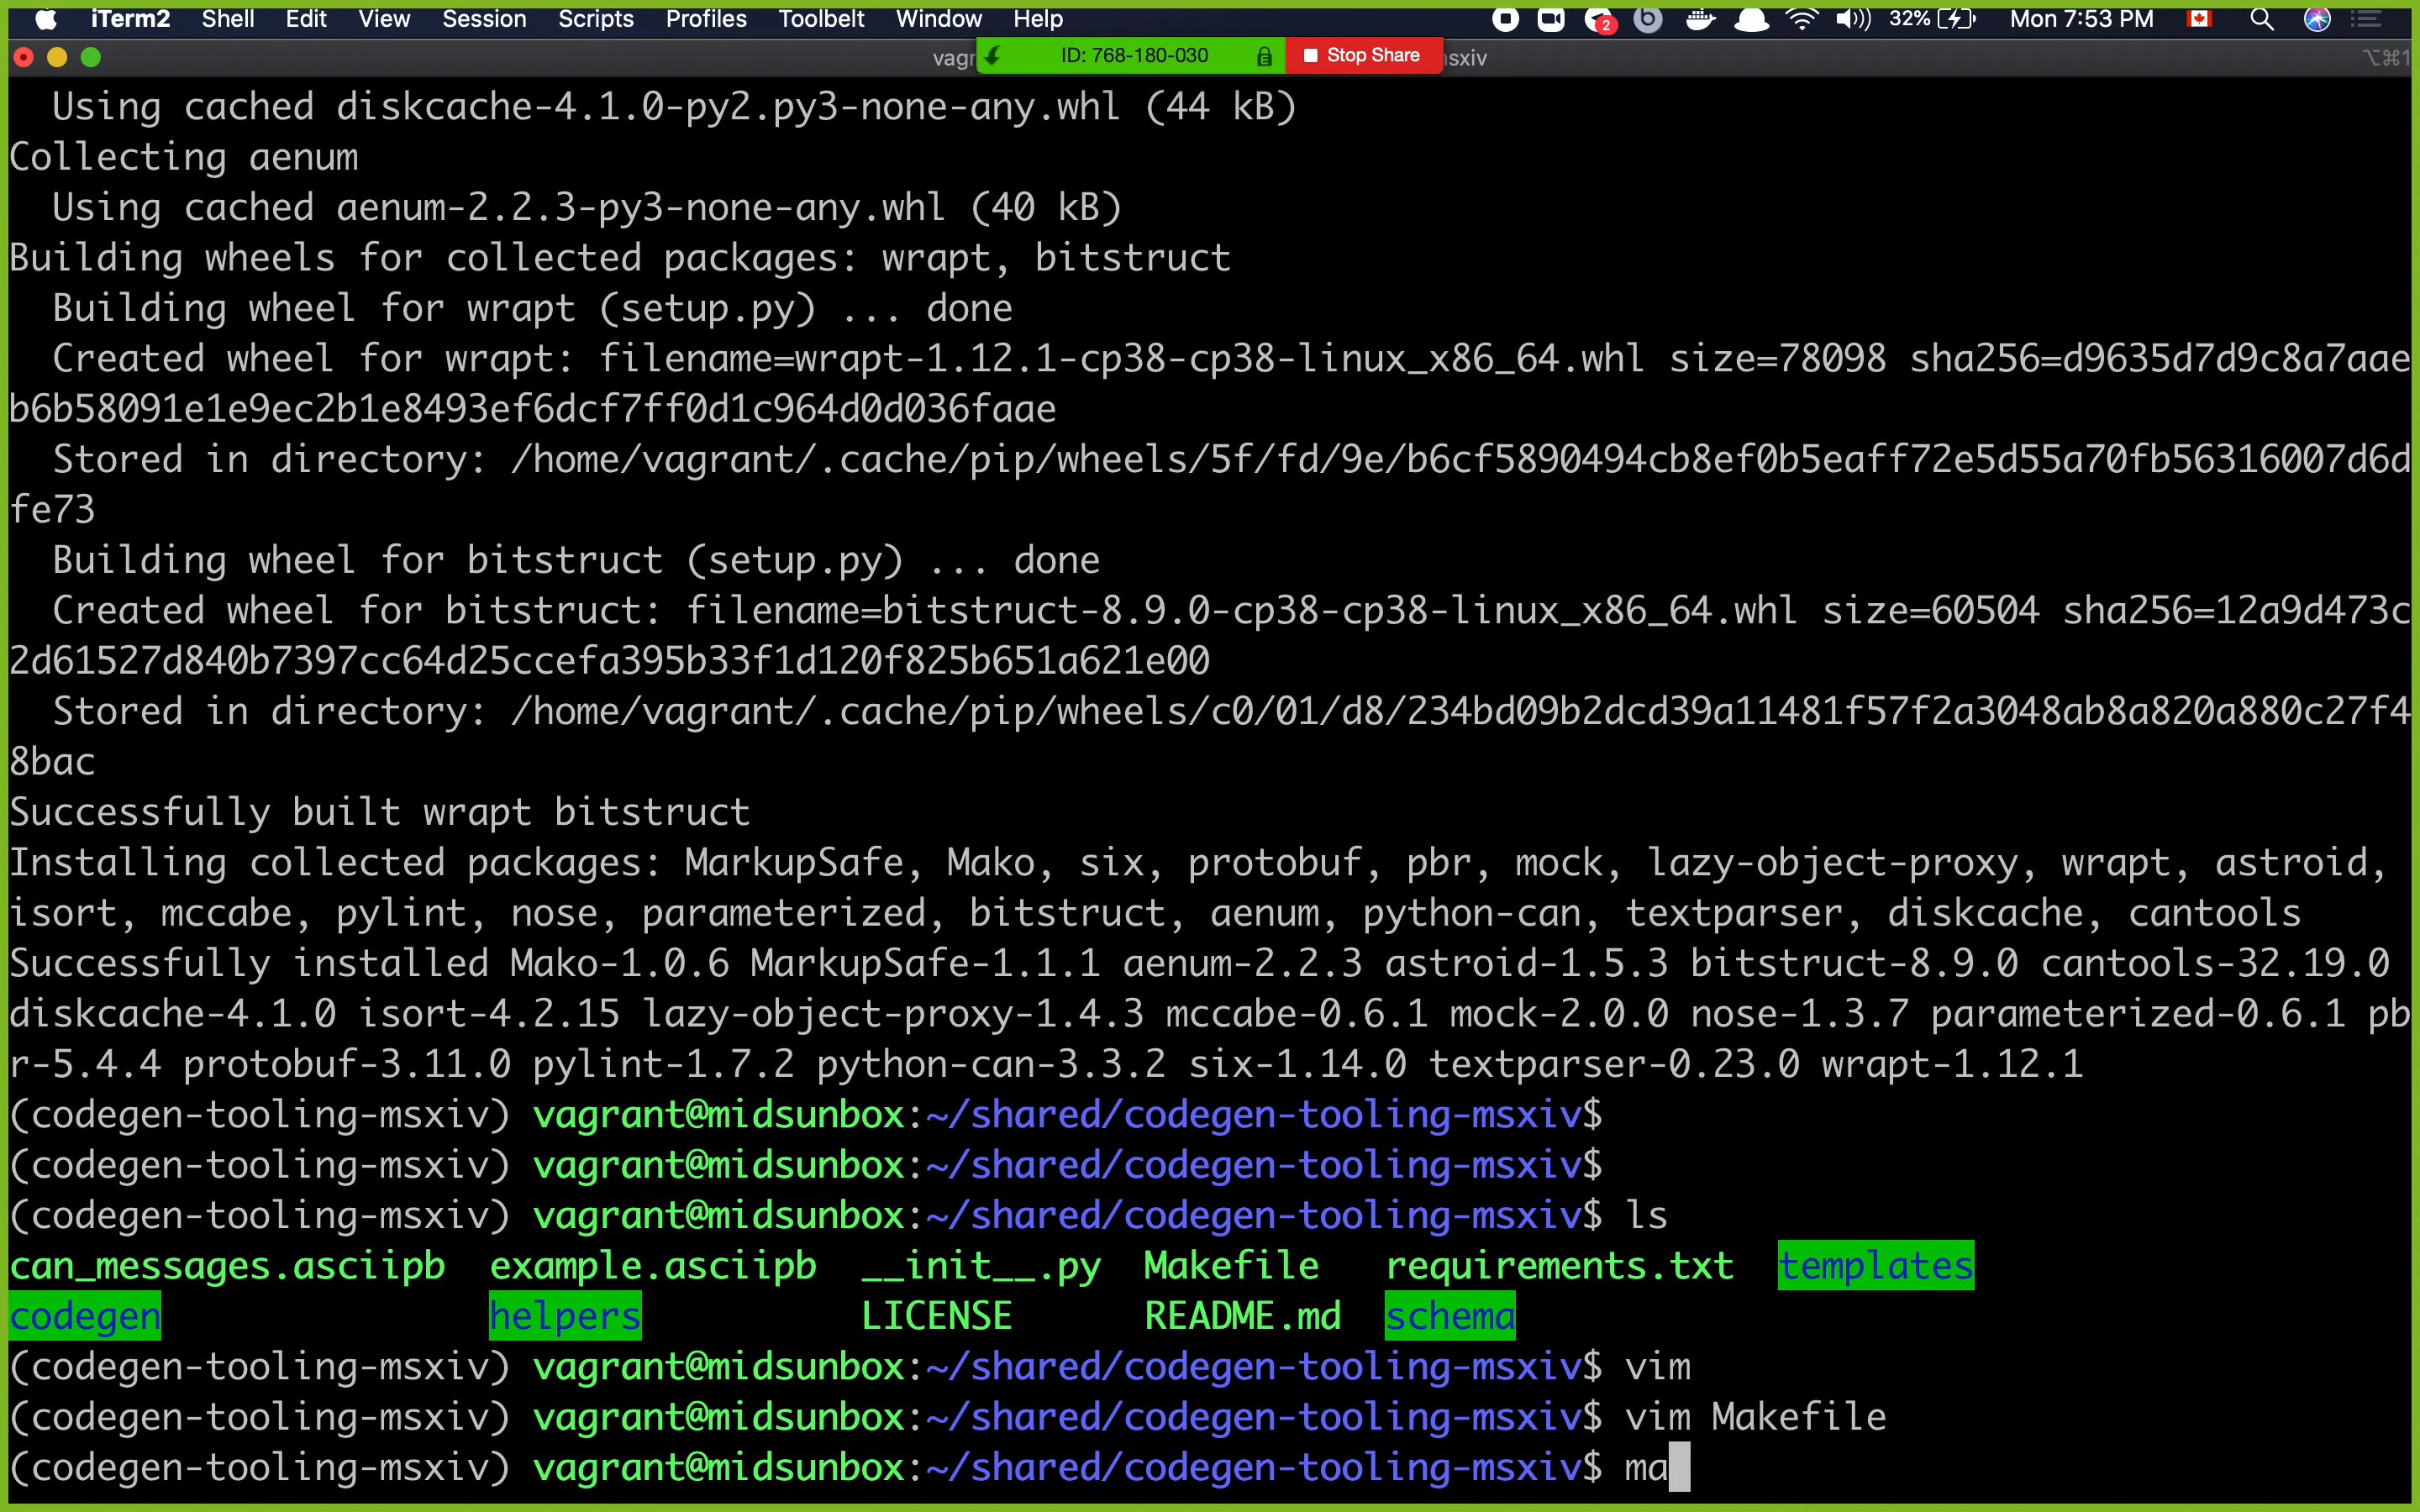 iTerm2 Shell Edit View Session Scripts Profiles Toolbelt Window Help 2 32% Mon 7:53 PM
vagr ID: 768-180-030 Stop Share msxiv ⌥⌘1
Using cached diskcache-4.1.0-py2.py3-none-any.whl (44 kB)
Collecting aenum
Using cached aenum-2.2.3-py3-none-any.whl (40 kB)
Building wheels for collected packages: wrapt, bitstruct
Building wheel for wrapt (setup.py) ... done
Created wheel for wrapt: filename=wrapt-1.12.1-cp38-cp38-linux_x86_64.whl size=78098 sha256=d9635d7d9c8a7aae
b6b58091e1e9ec2b1e8493ef6dcf7ff0d1c964d0d036faae
Stored in directory: /home/vagrant/.cache/pip/wheels/5f/fd/9e/b6cf5890494cb8ef0b5eaff72e5d55a70fb56316007d6d
fe73
Building wheel for bitstruct (setup.py) ... done
Created wheel for bitstruct: filename=bitstruct-8.9.0-cp38-cp38-linux_x86_64.whl size=60504 sha256=12a9d473c
2d61527d840b7397cc64d25ccefa395b33f1d120f825b651a621e00
Stored in directory: /home/vagrant/.cache/pip/wheels/c0/01/d8/234bd09b2dcd39a11481f57f2a3048ab8a820a880c27f4
8bac
Successfully built wrapt bitstruct
Installing collected packages: MarkupSafe, Mako, six, protobuf, pbr, mock, lazy-object-proxy, wrapt, astroid,
isort, mccabe, pylint, nose, parameterized, bitstruct, aenum, python-can, textparser, diskcache, cantools
Successfully installed Mako-1.0.6 MarkupSafe-1.1.1 aenum-2.2.3 astroid-1.5.3 bitstruct-8.9.0 cantools-32.19.0
diskcache-4.1.0 isort-4.2.15 lazy-object-proxy-1.4.3 mccabe-0.6.1 mock-2.0.0 nose-1.3.7 parameterized-0.6.1 pb
r-5.4.4 protobuf-3.11.0 pylint-1.7.2 python-can-3.3.2 six-1.14.0 textparser-0.23.0 wrapt-1.12.1
(codegen-tooling-msxiv) vagrant@midsunbox:~/shared/codegen-tooling-msxiv$
(codegen-tooling-msxiv) vagrant@midsunbox:~/shared/codegen-tooling-msxiv$
(codegen-tooling-msxiv) vagrant@midsunbox:~/shared/codegen-tooling-msxiv$ ls
can_messages.asciipb example.asciipb __init__.py Makefile requirements.txt templates
codegen helpers LICENSE README.md schema
(codegen-tooling-msxiv) vagrant@midsunbox:~/shared/codegen-tooling-msxiv$ vim
(codegen-tooling-msxiv) vagrant@midsunbox:~/shared/codegen-tooling-msxiv$ vim Makefile
(codegen-tooling-msxiv) vagrant@midsunbox:~/shared/codegen-tooling-msxiv$ ma